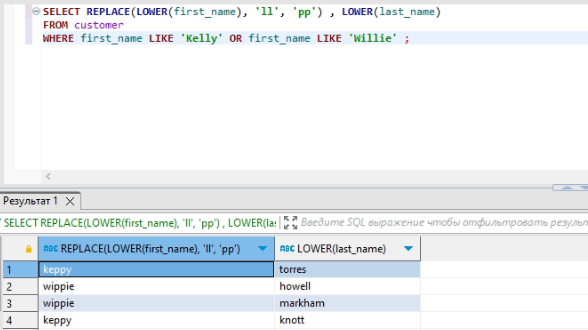 SELECT REPLACE(LOWER(first_name), 'll', 'pp') , LOWER(last_name)
FROM customer
WHERE first_name LIKE 'Kelly' OR first_name LIKE 'Willie' ;
Результат 1
SELECT REPLACE(LOWER(first_name), 'll', 'pp') , LOWER(las Введите SQL выражение чтобы отфильтровать результ
ABC REPLACE(LOWER(first_name), 'll', 'pp') ABC LOWER(last_name)
1 keppy torres
2 wippie howell
3 wippie markham
4 keppy knott